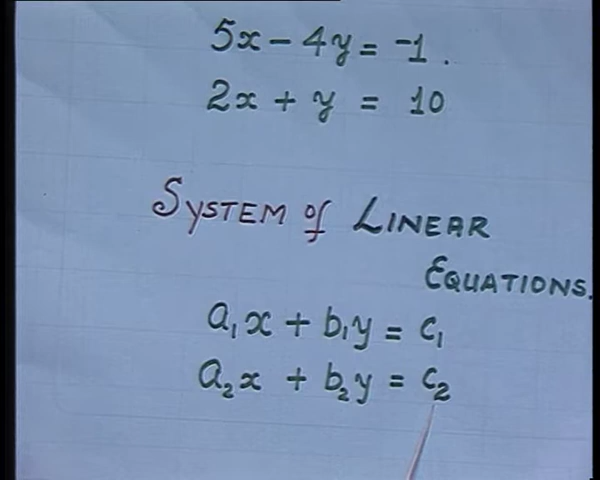 5x - 4y = -1.
2x + y = 10
SYSTEM of LINEAR
EQUATIONS.
a₁x + b₁y = c₁
a₂x + b₂y = c₂